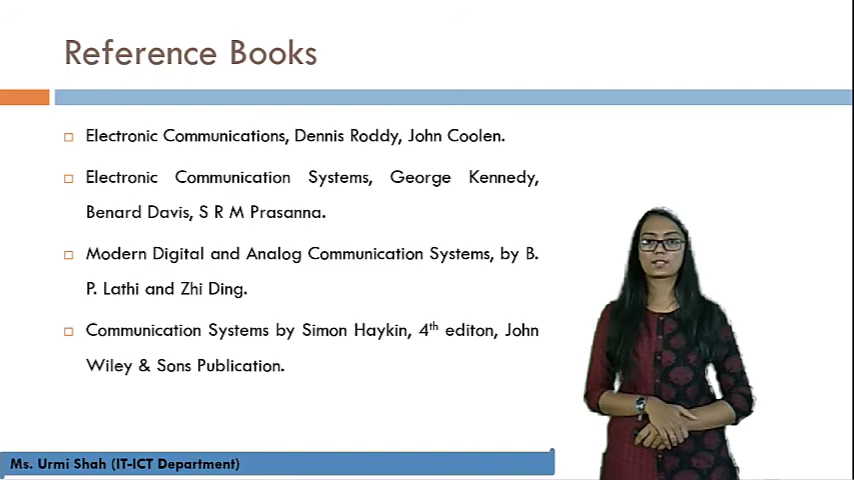 Reference Books
Electronic Communications, Dennis Roddy, John Coolen.
Electronic Communication Systems, George Kennedy,
Benard Davis, S R M Prasanna.
Modern Digital and Analog Communication Systems, by B.
P. Lathi and Zhi Ding.
Communication Systems by Simon Haykin, 4th editon, John
Wiley & Sons Publication.
Ms. Urmi Shah (IT-ICT Department)